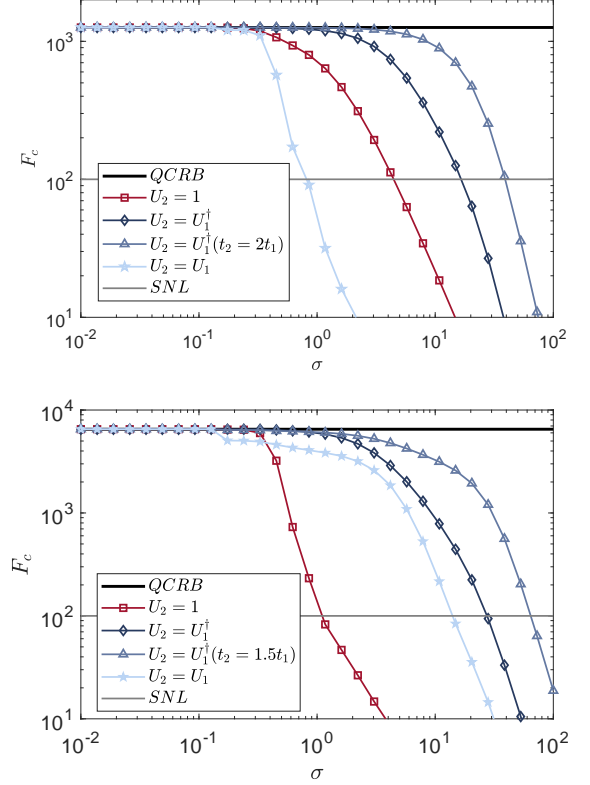 10^3
10^2
10^1
F_c
QCRB
U_2 = 1
U_2 = U_1^†
U_2 = U_1^†(t_2 = 2t_1)
U_2 = U_1
SNL
10^-2 10^-1 10^0 10^1 10^2
σ
10^4
10^3
10^2
10^1
F_c
QCRB
U_2 = 1
U_2 = U_1^†
U_2 = U_1^†(t_2 = 1.5t_1)
U_2 = U_1
SNL
10^-2 10^-1 10^0 10^1 10^2
σ